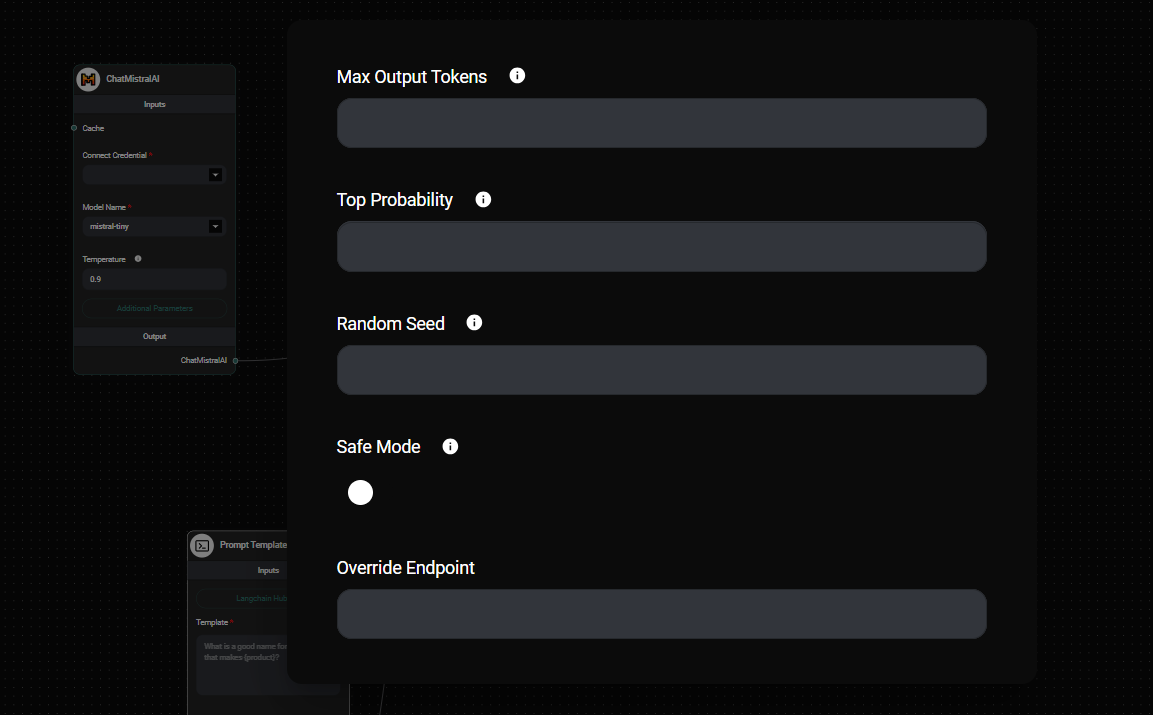 ChatMistralAI
Inputs
Cache
Connect Credential *
Model Name *
mistral-tiny
Temperature
0.9
Additional Parameters
Output
ChatMistralAI
Max Output Tokens
Top Probability
Random Seed
Safe Mode
Override Endpoint
Prompt Template
Inputs
Langchain Hub
Template *
What is a good name for
that makes {product}?